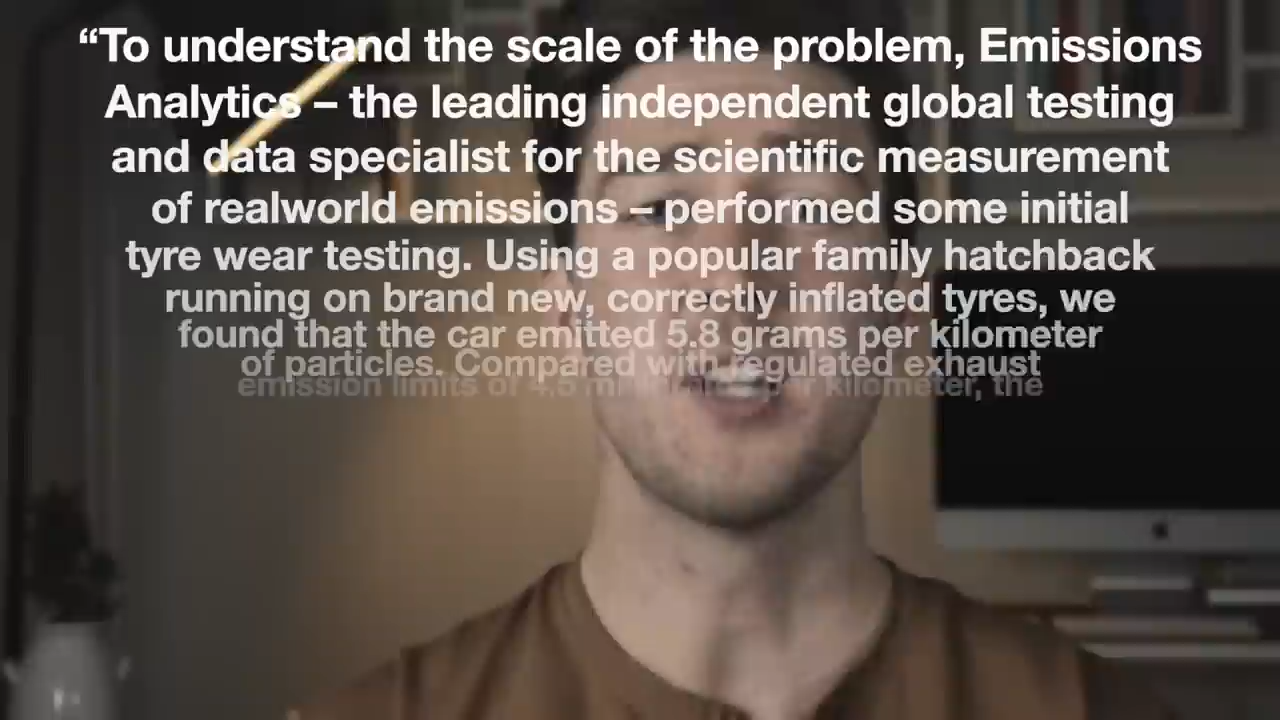 “To understand the scale of the problem, Emissions
Analytics – the leading independent global testing
and data specialist for the scientific measurement
of realworld emissions – performed some initial
tyre wear testing. Using a popular family hatchback
running on brand new, correctly inflated tyres, we
found that the car emitted 5.8 grams per kilometer
of particles. Compared with regulated exhaust
emission limits of 4.5 per kilometer, the